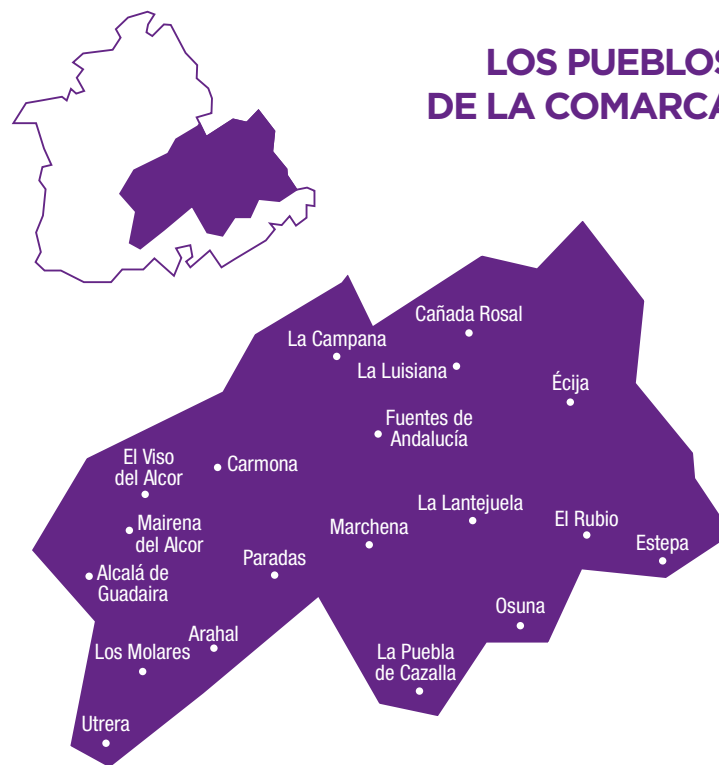 LOS PUEBLOS
DE LA COMARCA
Cañada Rosal
La Campana
La Luisiana
Écija
Fuentes de
Andalucía
El Viso
del Alcor
Carmona
La Lantejuela
El Rubio
Mairena
del Alcor
Marchena
Estepa
Paradas
Alcalá de
Guadaira
Osuna
Arahal
Los Molares
La Puebla
de Cazalla
Utrera